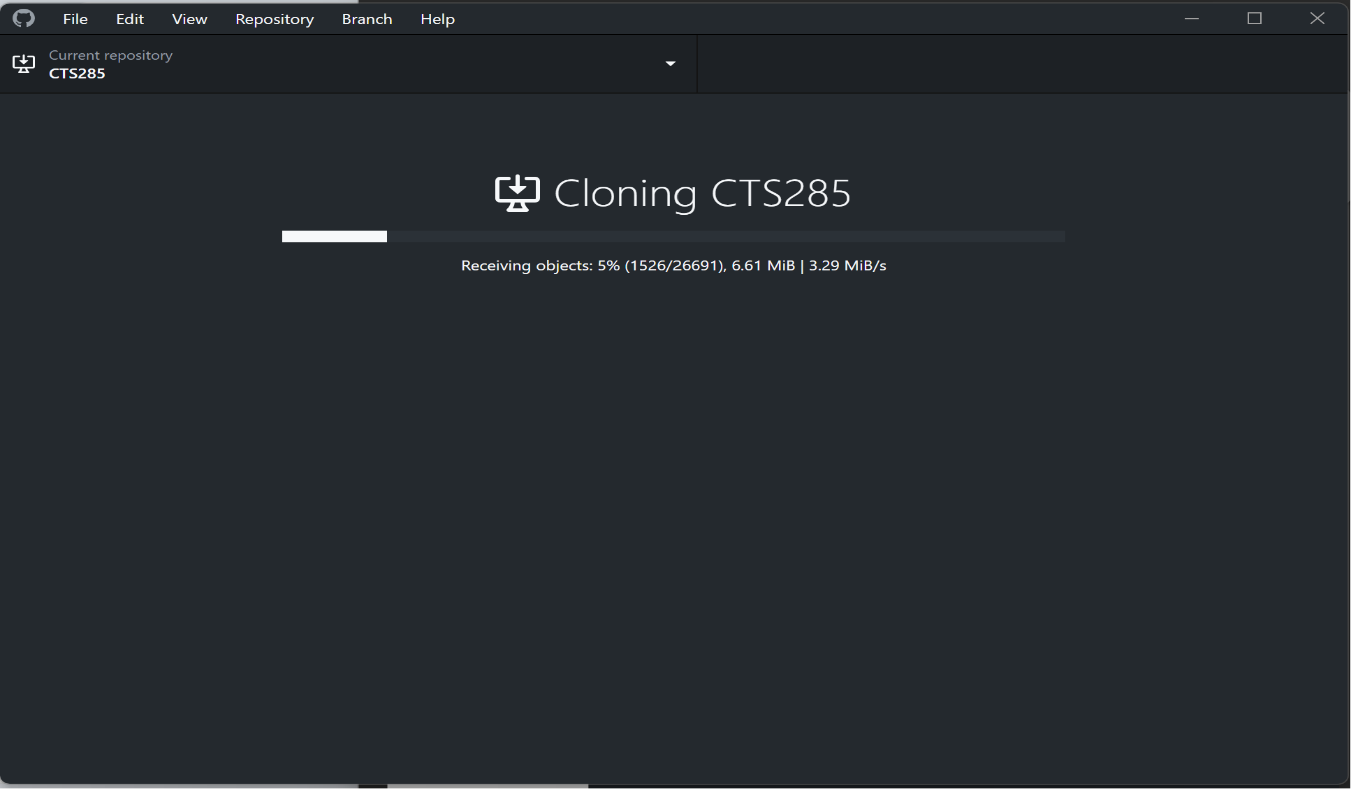 File Edit View Repository Branch Help
Current repository
CTS285
Cloning CTS285
Receiving objects: 5% (1526/26691), 6.61 MiB | 3.29 MiB/s